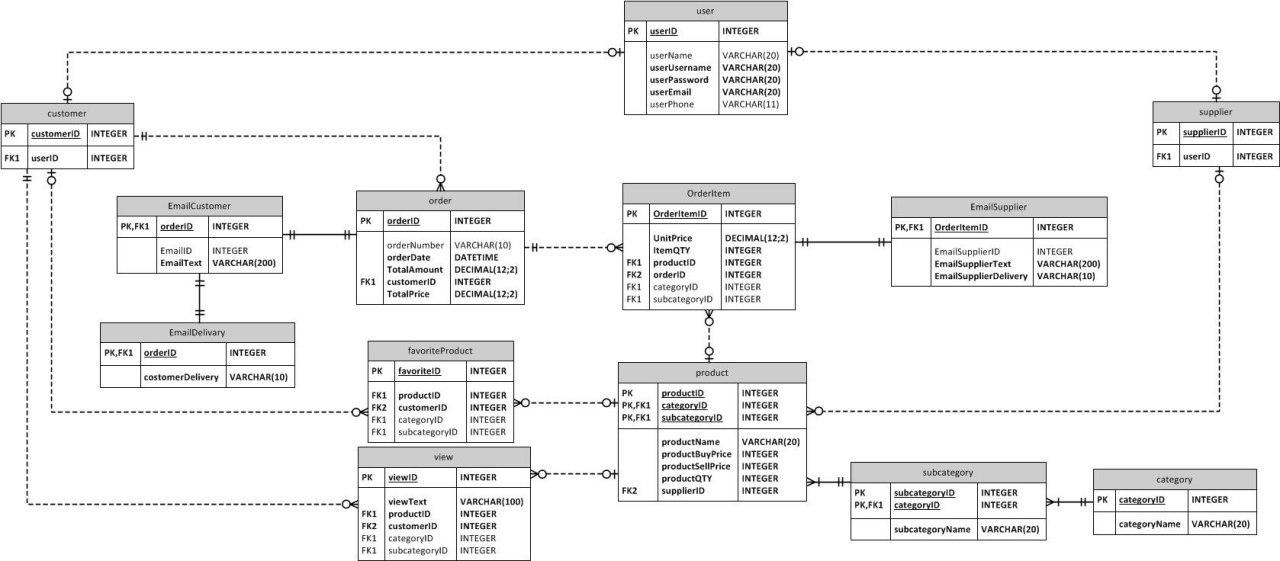 user
PK userID INTEGER
userName VARCHAR(20)
userUsername VARCHAR(20)
userPassword VARCHAR(20)
userEmail VARCHAR(20)
userPhone VARCHAR(11)
customer
PK customerID INTEGER
FK1 userID INTEGER
supplier
PK supplierID INTEGER
FK1 userID INTEGER
EmailCustomer
PK,FK1 orderID INTEGER
EmailID INTEGER
EmailText VARCHAR(200)
order
PK orderID INTEGER
orderNumber VARCHAR(10)
orderDate DATETIME
TotalAmount DECIMAL(12;2)
FK1 customerID INTEGER
TotalPrice DECIMAL(12;2)
OrderItem
PK OrderItemID INTEGER
UnitPrice DECIMAL(12;2)
ItemQTY INTEGER
FK1 productID INTEGER
FK2 orderID INTEGER
FK1 categoryID INTEGER
FK1 subcategoryID INTEGER
EmailSupplier
PK,FK1 OrderItemID INTEGER
EmailSupplierID INTEGER
EmailSupplierText VARCHAR(200)
EmailSupplierDelivery VARCHAR(10)
EmailDelivary
PK,FK1 orderID INTEGER
costomerDelivery VARCHAR(10)
favoriteProduct
PK favoriteID INTEGER
FK1 productID INTEGER
FK2 customerID INTEGER
FK1 categoryID INTEGER
FK1 subcategoryID INTEGER
product
PK productID INTEGER
PK,FK1 categoryID INTEGER
PK,FK1 subcategoryID INTEGER
productName VARCHAR(20)
productBuyPrice INTEGER
productSellPrice INTEGER
productQTY INTEGER
FK2 supplierID INTEGER
view
PK viewID INTEGER
viewText VARCHAR(100)
FK1 productID INTEGER
FK2 customerID INTEGER
FK1 categoryID INTEGER
FK1 subcategoryID INTEGER
subcategory
PK subcategoryID INTEGER
PK,FK1 categoryID INTEGER
subcategoryName VARCHAR(20)
category
PK categoryID INTEGER
categoryName VARCHAR(20)